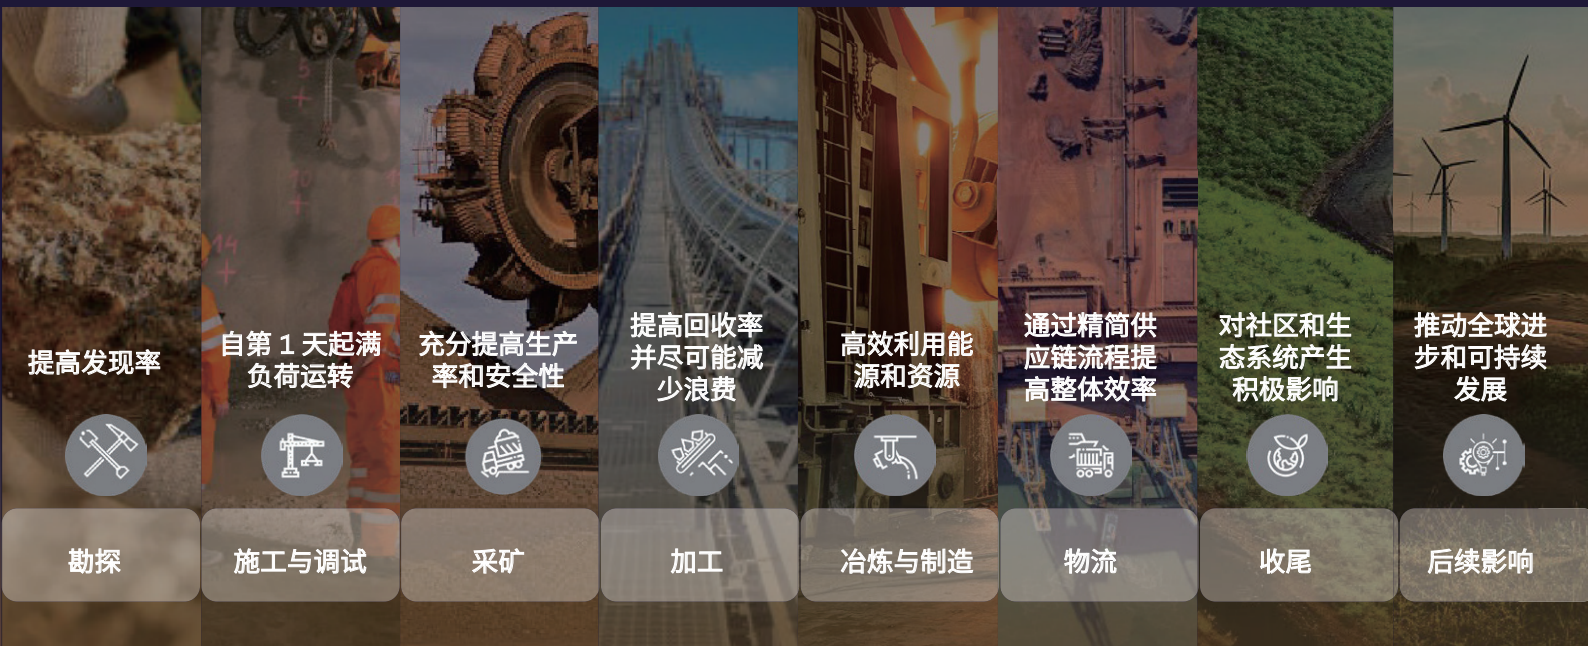 提高发现率
自第 1 天起满
负荷运转
充分提高生产
率和安全性
提高回收率
并尽可能减
少浪费
高效利用能
源和资源
通过精简供
应链流程提
高整体效率
对社区和生
态系统产生
积极影响
推动全球进
步和可持续
发展
5
10
14
勘探
施工与调试
采矿
加工
冶炼与制造
物流
收尾
后续影响